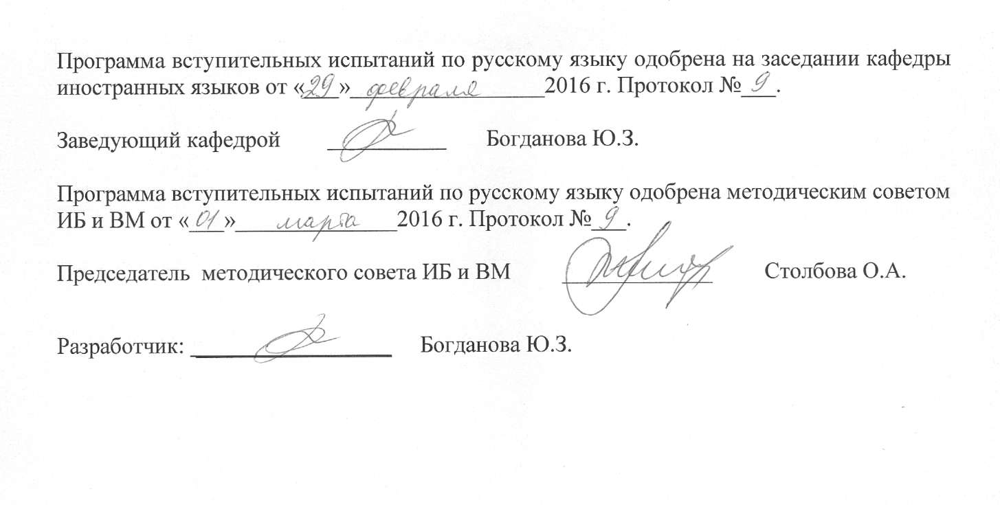 Программа вступительных испытаний по русскому языку одобрена на заседании кафедры
иностранных языков от «29» февраля 2016 г. Протокол № 9.
Заведующий кафедрой Богданова Ю.З.
Программа вступительных испытаний по русскому языку одобрена методическим советом
ИБ и ВМ от «01» марта 2016 г. Протокол № 9.
Председатель методического совета ИБ и ВМ Столбова О.А.
Разработчик: Богданова Ю.З.